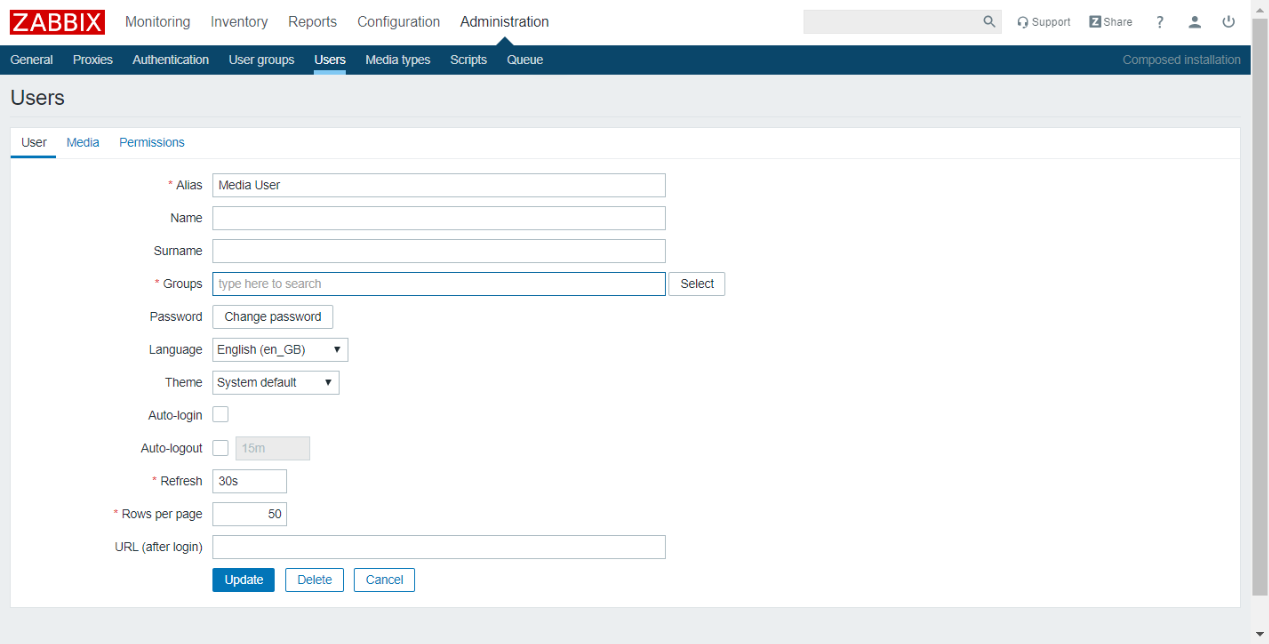 ZABBIX Monitoring Inventory Reports Configuration Administration Support Z Share ?
General Proxies Authentication User groups Users Media types Scripts Queue Composed installation
Users
User Media Permissions
* Alias Media User
Name
Surname
* Groups type here to search Select
Password Change password
Language English (en_GB)
Theme System default
Auto-login
Auto-logout 15m
* Refresh 30s
* Rows per page 50
URL (after login)
Update Delete Cancel